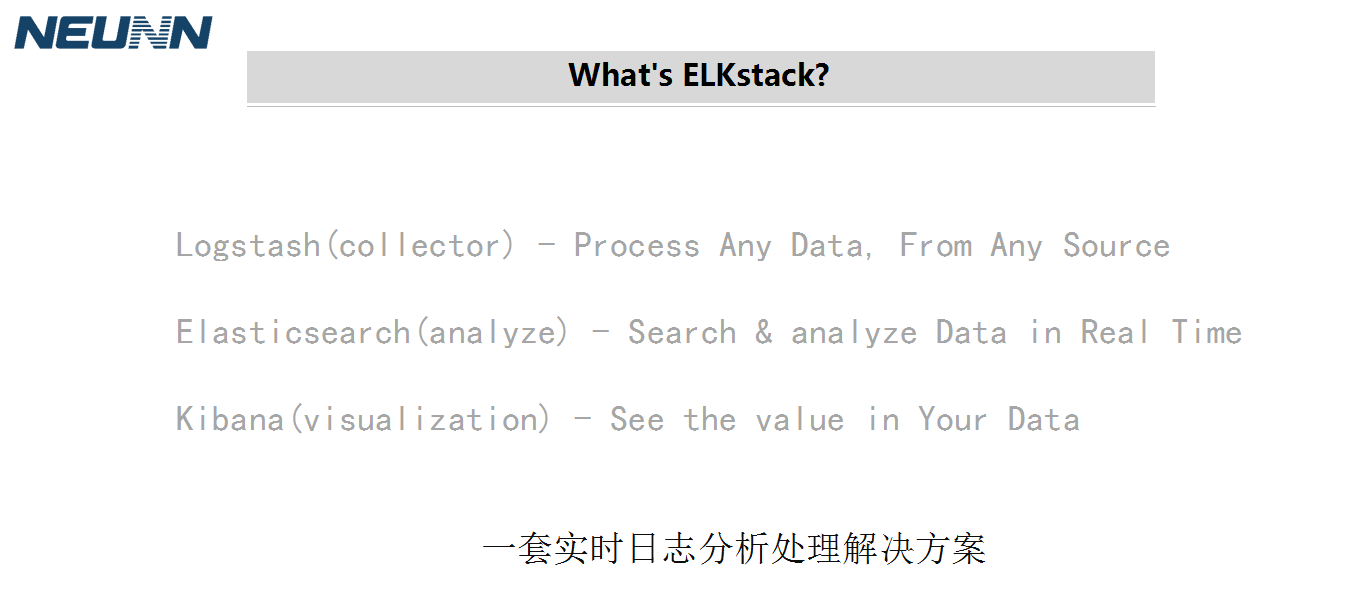 NEUNN
What's ELKstack?
Logstash(collector) - Process Any Data, From Any Source
Elasticsearch(analyze) - Search & analyze Data in Real Time
Kibana(visualization) - See the value in Your Data
一套实时日志分析处理解决方案